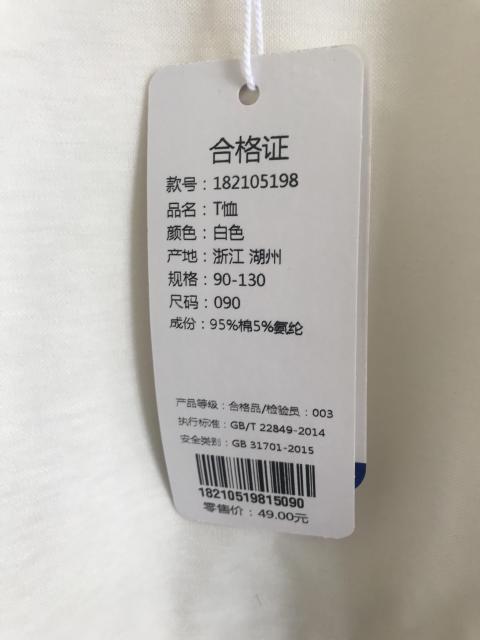 合格证
款号：182105198
品名：T恤
颜色：白色
产地：浙江 湖州
规格：90-130
尺码：090
成份：95%棉5%氨纶
产品等级：合格品/检验员：003
执行标准：GB/T 22849-2014
安全类别：GB 31701-2015
18210519815090
零售价：49.00元